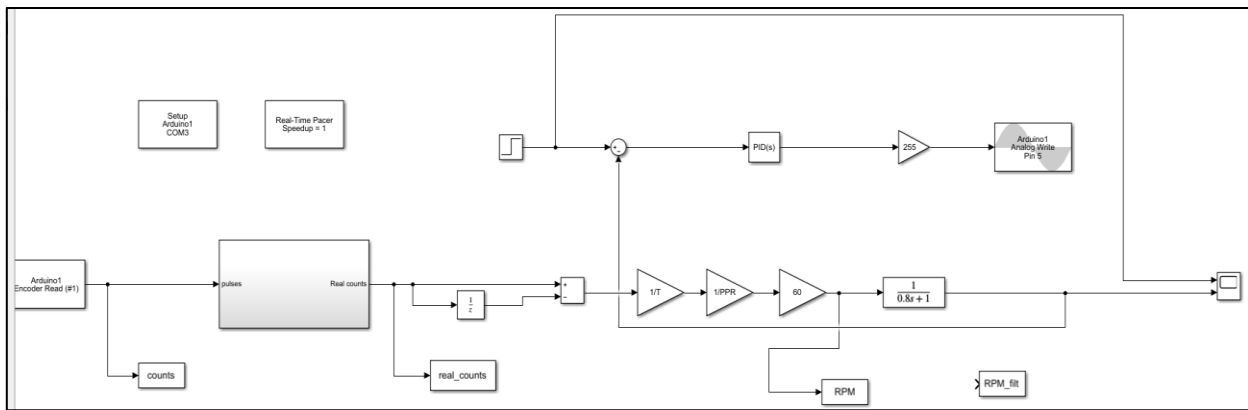 Setup
Arduino1
COM3
Real-Time Pacer
Speedup = 1
+
-
PID(s)
255
Arduino1
Analog Write
Pin 5
Arduino1
Encoder Read (#1)
pulses
Real counts
1
z
+
−
1/T
1/PPR
60
1
0.8s + 1
counts
real_counts
RPM
RPM_filt